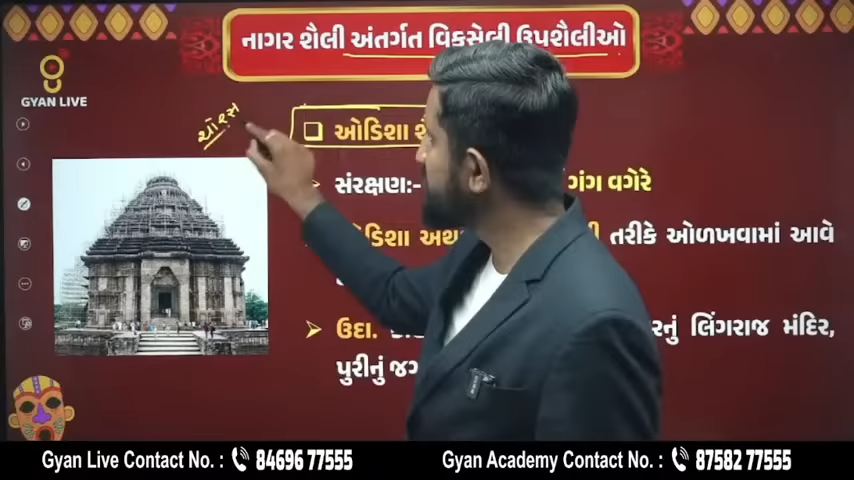 નાગર શૈલી અંતર્ગત વિકસેલી ઉપશૈલીઓ
GYAN LIVE
ચોરસ
ઓડિશા
સંરક્ષણ:- ગંગ વગેરે
ઓડિશા તરીકે ઓળખવામાં આવે
ઉદા. લિંગરાજ મંદિર,
પુરીનું
Gyan Live Contact No. : 84696 77555
Gyan Academy Contact No. : 87582 77555